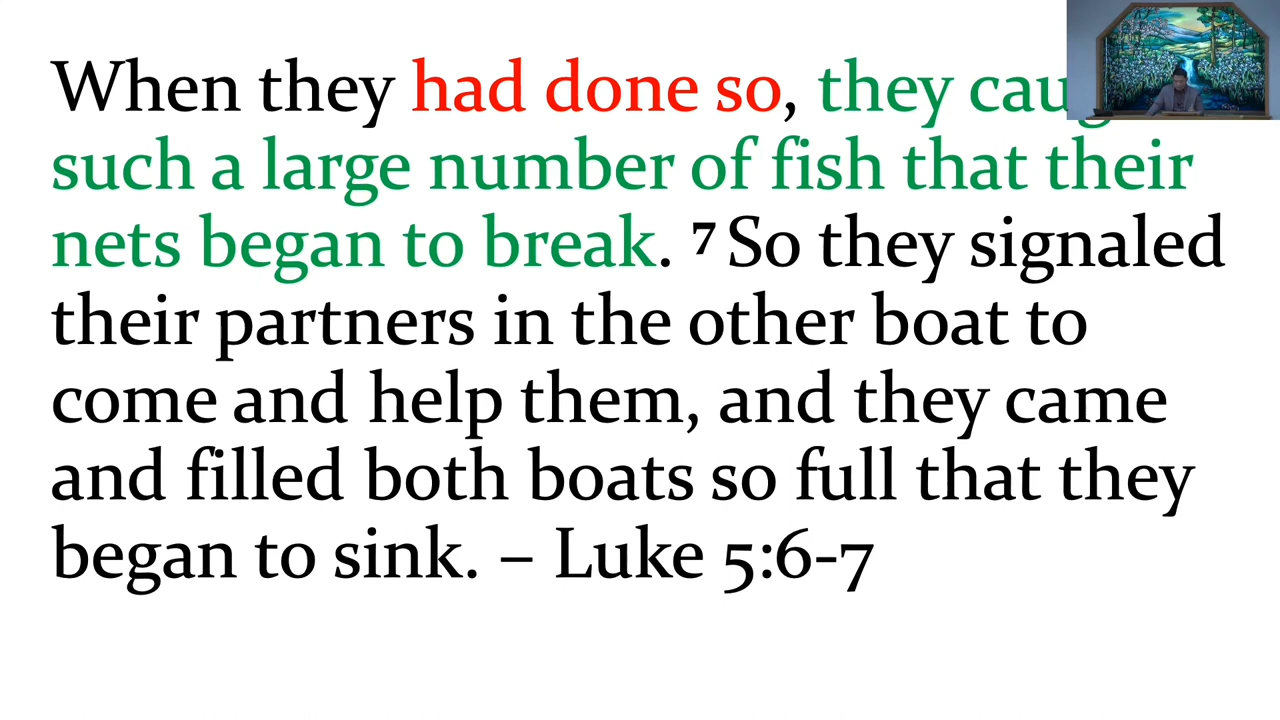 When they had done so, they
such a large number of fish that their
nets began to break. 7 So they signaled
their partners in the other boat to
come and help them, and they came
and filled both boats so full that they
began to sink. – Luke 5:6-7